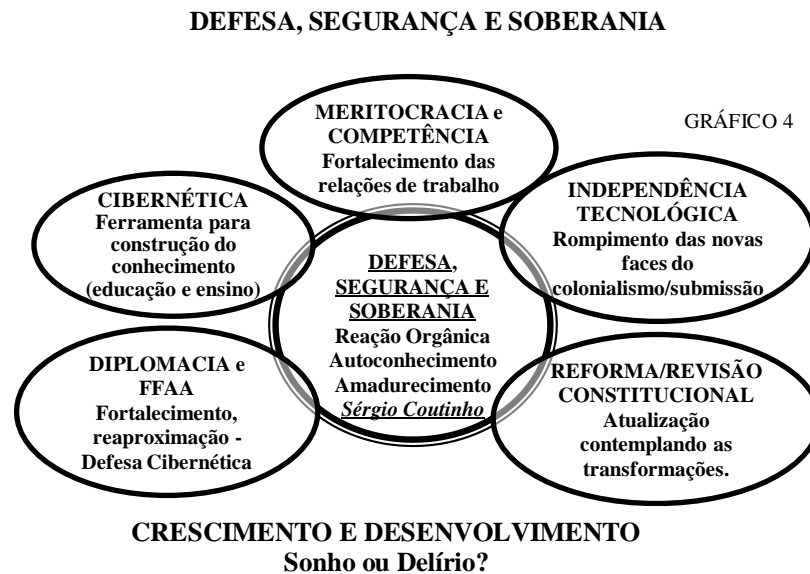 DEFESA, SEGURANÇA E SOBERANIA
MERITOCRACIA e
COMPETÊNCIA
Fortalecimento das
relações de trabalho
GRÁFICO 4
CIBERNÉTICA
Ferramenta para
construção do
conhecimento
(educação e ensino)
INDEPENDÊNCIA
TECNOLÓGICA
Rompimento das novas
faces do
colonialismo/submissão
DEFESA,
SEGURANÇA E
SOBERANIA
Reação Orgânica
Autoconhecimento
Amadurecimento
Sérgio Coutinho
DIPLOMACIA e
FFAA
Fortalecimento,
reaproximação -
Defesa Cibernética
REFORMA/REVISÃO
CONSTITUCIONAL
Atualização
contemplando as
transformações.
CRESCIMENTO E DESENVOLVIMENTO
Sonho ou Delírio?